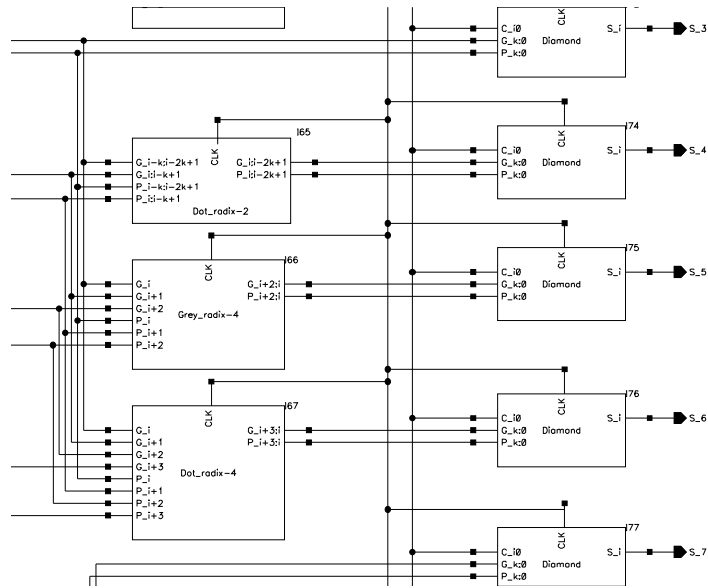 CLK
C_i0
G_k:0
P_k:0
Diamond
S_i
S_3
I65
CLK
G_i-k:i-2k+1
G_i:i-k+1
P_i-k:i-2k+1
P_i:i-k+1
G_i:i-2k+1
P_i:i-2k+1
Dot_radix-2
I74
CLK
C_i0
G_k:0
P_k:0
Diamond
S_i
S_4
I66
CLK
G_i
G_i+1
G_i+2
P_i
P_i+1
P_i+2
G_i+2:i
P_i+2:i
Grey_radix-4
I75
CLK
C_i0
G_k:0
P_k:0
Diamond
S_i
S_5
I67
CLK
G_i
G_i+1
G_i+2
G_i+3
P_i
P_i+1
P_i+2
P_i+3
G_i+3:i
P_i+3:i
Dot_radix-4
I76
CLK
C_i0
G_k:0
P_k:0
Diamond
S_i
S_6
I77
CLK
C_i0
G_k:0
P_k:0
Diamond
S_i
S_7